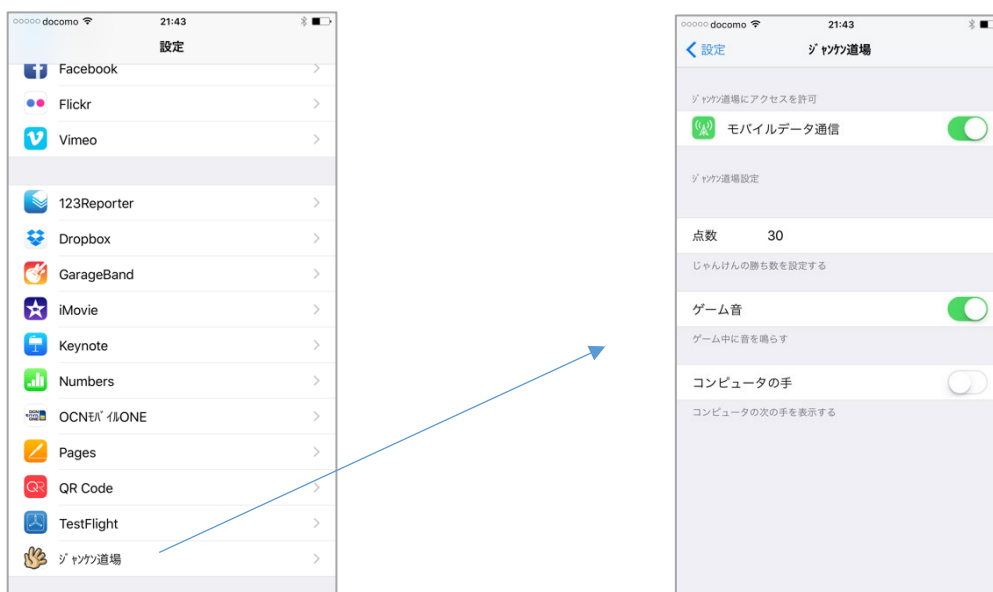 docomo 21:43
設定
Facebook
Flickr
Vimeo
123Reporter
Dropbox
GarageBand
iMovie
Keynote
Numbers
OCNﾓﾊﾞｲﾙONE
Pages
QR Code
TestFlight
ｼﾞｬﾝｹﾝ道場
docomo 21:43
設定 ｼﾞｬﾝｹﾝ道場
ｼﾞｬﾝｹﾝ道場にアクセスを許可
モバイルデータ通信
ｼﾞｬﾝｹﾝ道場設定
点数 30
じゃんけんの勝ち数を設定する
ゲーム音
ゲーム中に音を鳴らす
コンピュータの手
コンピュータの次の手を表示する